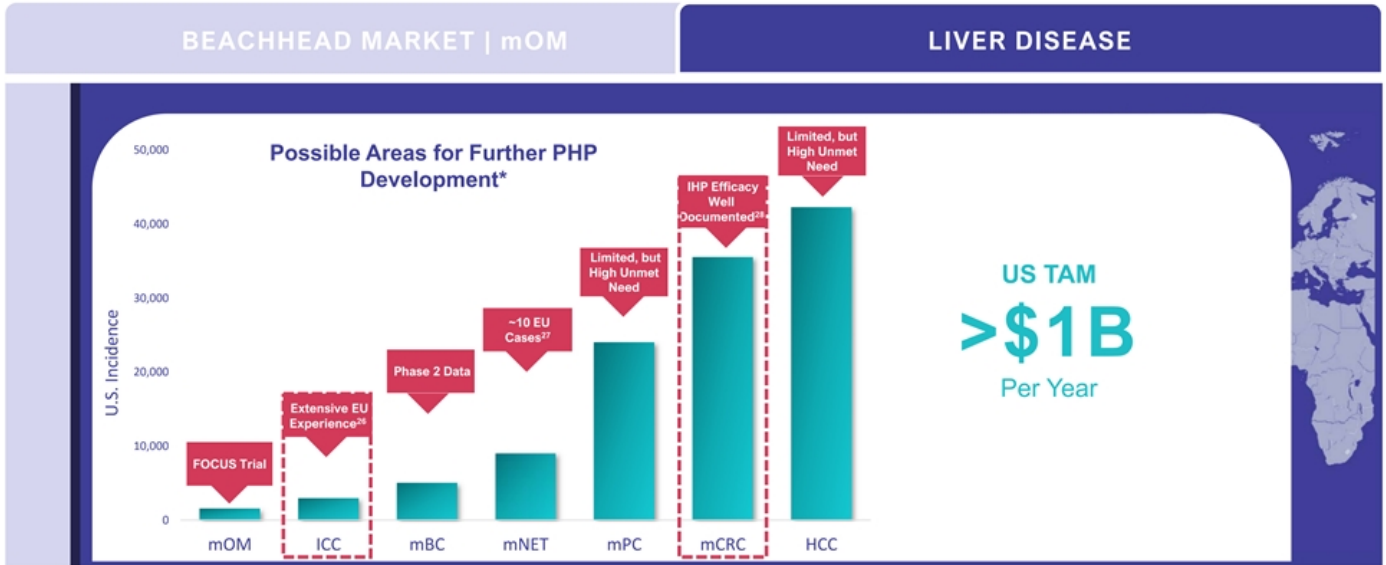 BEACHHEAD MARKET | mOM
LIVER DISEASE
Possible Areas for Further PHP
Development*
U.S. Incidence
50,000
40,000
30,000
20,000
10,000
0
FOCUS Trial
Extensive EU
Experience26
Phase 2 Data
~10 EU
Cases27
Limited, but
High Unmet
Need
IHP Efficacy
Well
Documented28
Limited, but
High Unmet
Need
mOM
ICC
mBC
mNET
mPC
mCRC
HCC
US TAM
>$1B
Per Year